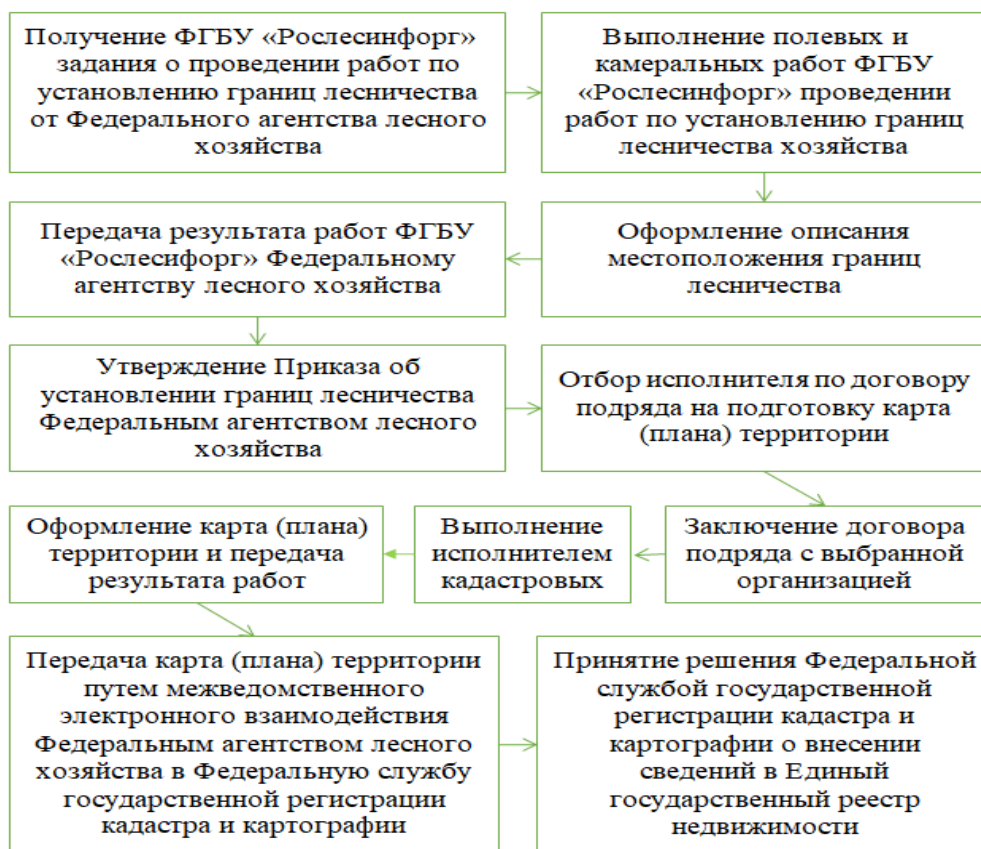 Получение ФГБУ «Рослесинфорг»
задания о проведении работ по
установлению границ лесничества
от Федерального агентства лесного
хозяйства
Выполнение полевых и
камеральных работ ФГБУ
«Рослесинфорг» проведении
работ по установлению границ
лесничества хозяйства
Оформление описания
местоположения границ
лесничества
Передача результата работ ФГБУ
«Рослесифорг» Федеральному
агентству лесного хозяйства
Утверждение Приказа об
установлении границ лесничества
Федеральным агентством лесного
хозяйства
Отбор исполнителя по договору
подряда на подготовку карта
(плана) территории
Заключение договора
подряда с выбранной
организацией
Выполнение
исполнителем
кадастровых
Оформление карта (плана)
территории и передача
результата работ
Передача карта (плана) территории
путем межведомственного
электронного взаимодействия
Федеральным агентством лесного
хозяйства в Федеральную службу
государственной регистрации
кадастра и картографии
Принятие решения Федеральной
службой государственной
регистрации кадастра и
картографии о внесении
сведений в Единый
государственный реестр
недвижимости